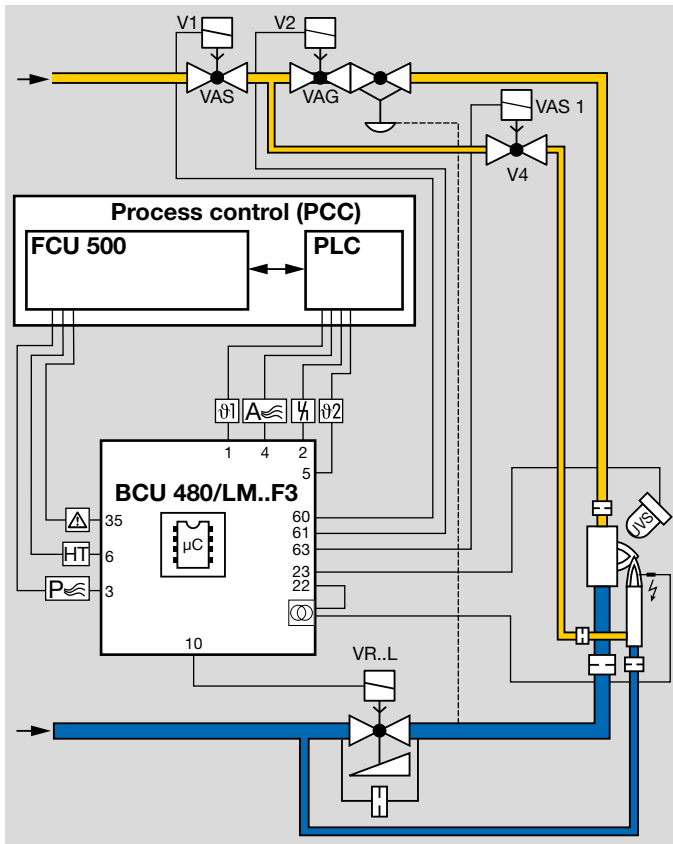 V1
V2
VAS
VAG
VAS 1
V4
Process control (PCC)
FCU 500
PLC
ϑ1
A
ϑ2
1
4
2
5
BCU 480/LM..F3
µC
35
HT
6
P
3
60
61
63
23
22
10
UVS
VR..L